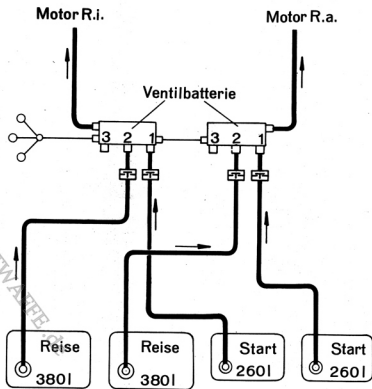 Motor R.i.
Motor R.a.
Ventilbatterie
3 2 1
3 2 1
Reise
380l
Reise
380l
Start
260l
Start
260l